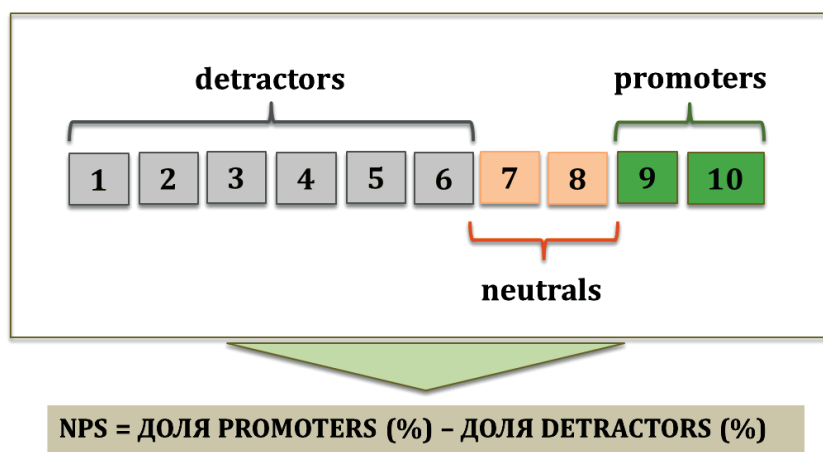 detractors
promoters
1 2 3 4 5 6 7 8 9 10
neutrals
NPS = ДОЛЯ PROMOTERS (%) – ДОЛЯ DETRACTORS (%)